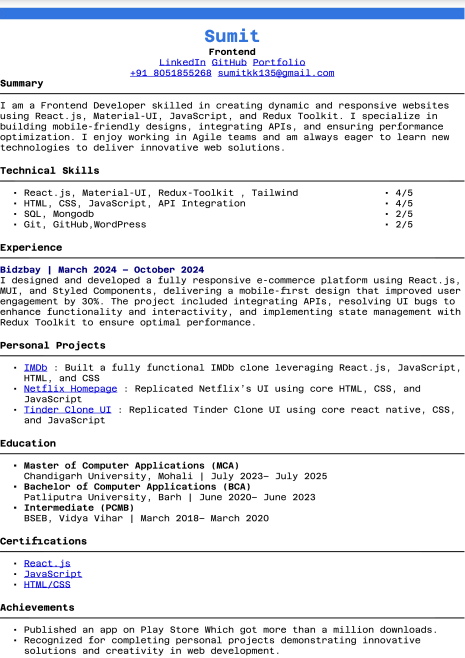 Sumit
Frontend
LinkedIn GitHub Portfolio
+91 8051855268 sumitkk135@gmail.com
Summary
I am a Frontend Developer skilled in creating dynamic and responsive websites
using React.js, Material-UI, JavaScript, and Redux Toolkit. I specialize in
building mobile-friendly designs, integrating APIs, and ensuring performance
optimization. I enjoy working in Agile teams and am always eager to learn new
technologies to deliver innovative web solutions.
Technical Skills
• React.js, Material-UI, Redux-Toolkit , Tailwind • 4/5
• HTML, CSS, JavaScript, API Integration • 4/5
• SQL, Mongodb • 2/5
• Git, GitHub,WordPress • 2/5
Experience
Bidzbay | March 2024 – October 2024
I designed and developed a fully responsive e-commerce platform using React.js,
MUI, and Styled Components, delivering a mobile-first design that improved user
engagement by 30%. The project included integrating APIs, resolving UI bugs to
enhance functionality and interactivity, and implementing state management with
Redux Toolkit to ensure optimal performance.
Personal Projects
• IMDb : Built a fully functional IMDb clone leveraging React.js, JavaScript,
HTML, and CSS
• Netflix Homepage : Replicated Netflix's UI using core HTML, CSS, and
JavaScript
• Tinder Clone UI : Replicated Tinder Clone UI using core react native, CSS,
and JavaScript
Education
• Master of Computer Applications (MCA)
Chandigarh University, Mohali | July 2023– July 2025
• Bachelor of Computer Applications (BCA)
Patliputra University, Barh | June 2020– June 2023
• Intermediate (PCMB)
BSEB, Vidya Vihar | March 2018– March 2020
Certifications
• React.js
• JavaScript
• HTML/CSS
Achievements
• Published an app on Play Store Which got more than a million downloads.
• Recognized for completing personal projects demonstrating innovative
solutions and creativity in web development.